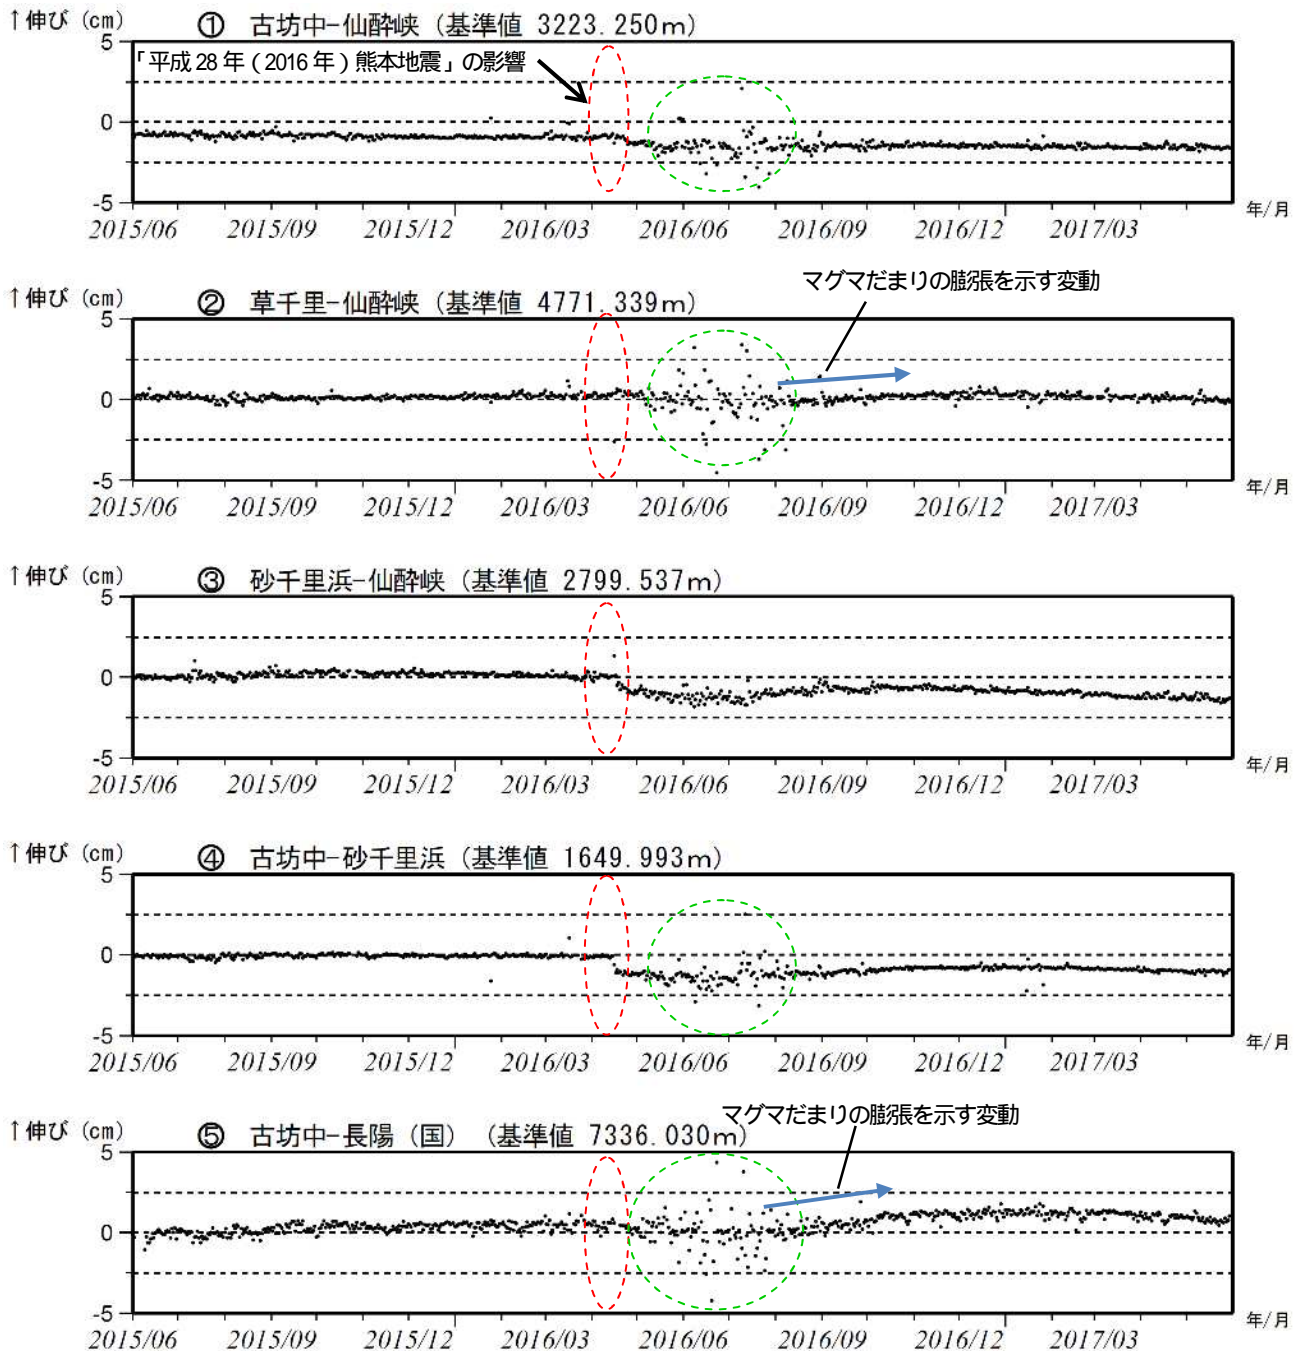 ↑伸び (cm) ① 古坊中−仙酔峡 (基準値 3223.250m)
「平成 28 年 ( 2016 年 ) 熊本地震」の影響
5
0
-5
2015/06 2015/09 2015/12 2016/03 2016/06 2016/09 2016/12 2017/03 年/月
マグマだまりの膨張を示す変動
↑伸び (cm) ② 草千里−仙酔峡 (基準値 4771.339m)
5
0
-5
2015/06 2015/09 2015/12 2016/03 2016/06 2016/09 2016/12 2017/03 年/月
↑伸び (cm) ③ 砂千里浜−仙酔峡 (基準値 2799.537m)
5
0
-5
2015/06 2015/09 2015/12 2016/03 2016/06 2016/09 2016/12 2017/03 年/月
↑伸び (cm) ④ 古坊中−砂千里浜 (基準値 1649.993m)
5
0
-5
2015/06 2015/09 2015/12 2016/03 2016/06 2016/09 2016/12 2017/03 年/月
マグマだまりの膨張を示す変動
↑伸び (cm) ⑤ 古坊中−長陽 (国) (基準値 7336.030m)
5
0
-5
2015/06 2015/09 2015/12 2016/03 2016/06 2016/09 2016/12 2017/03 年/月